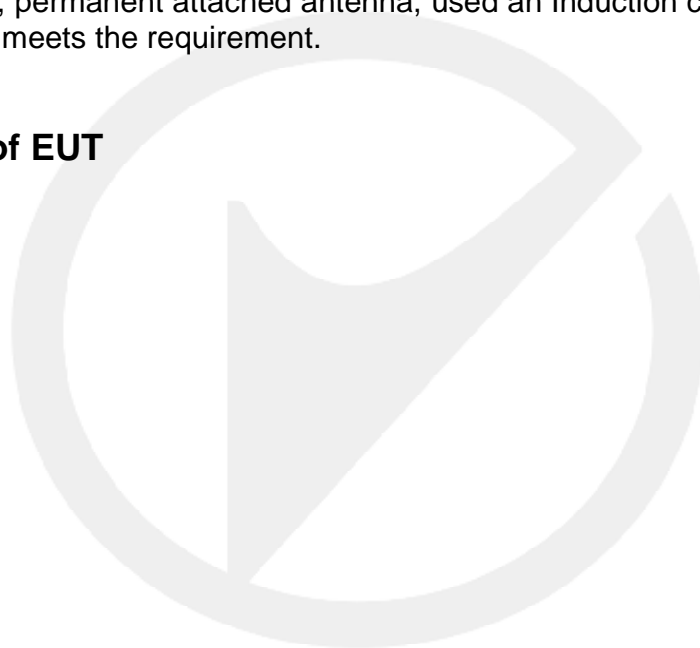 , permanent attached antenna, used an Induction c
meets the requirement.
of EUT